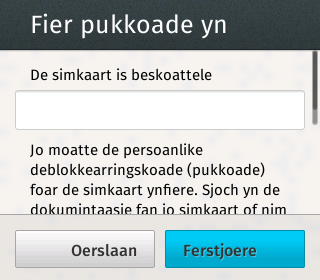 Fier pukkoade yn
De simkaart is beskoattele
Jo moatte de persoanlike
deblokkearringskoade (pukkoade)
foar de simkaart ynfiere. Sjoch yn de
dokumintaasje fan jo simkaart of nim
Oerslaan
Ferstjoere